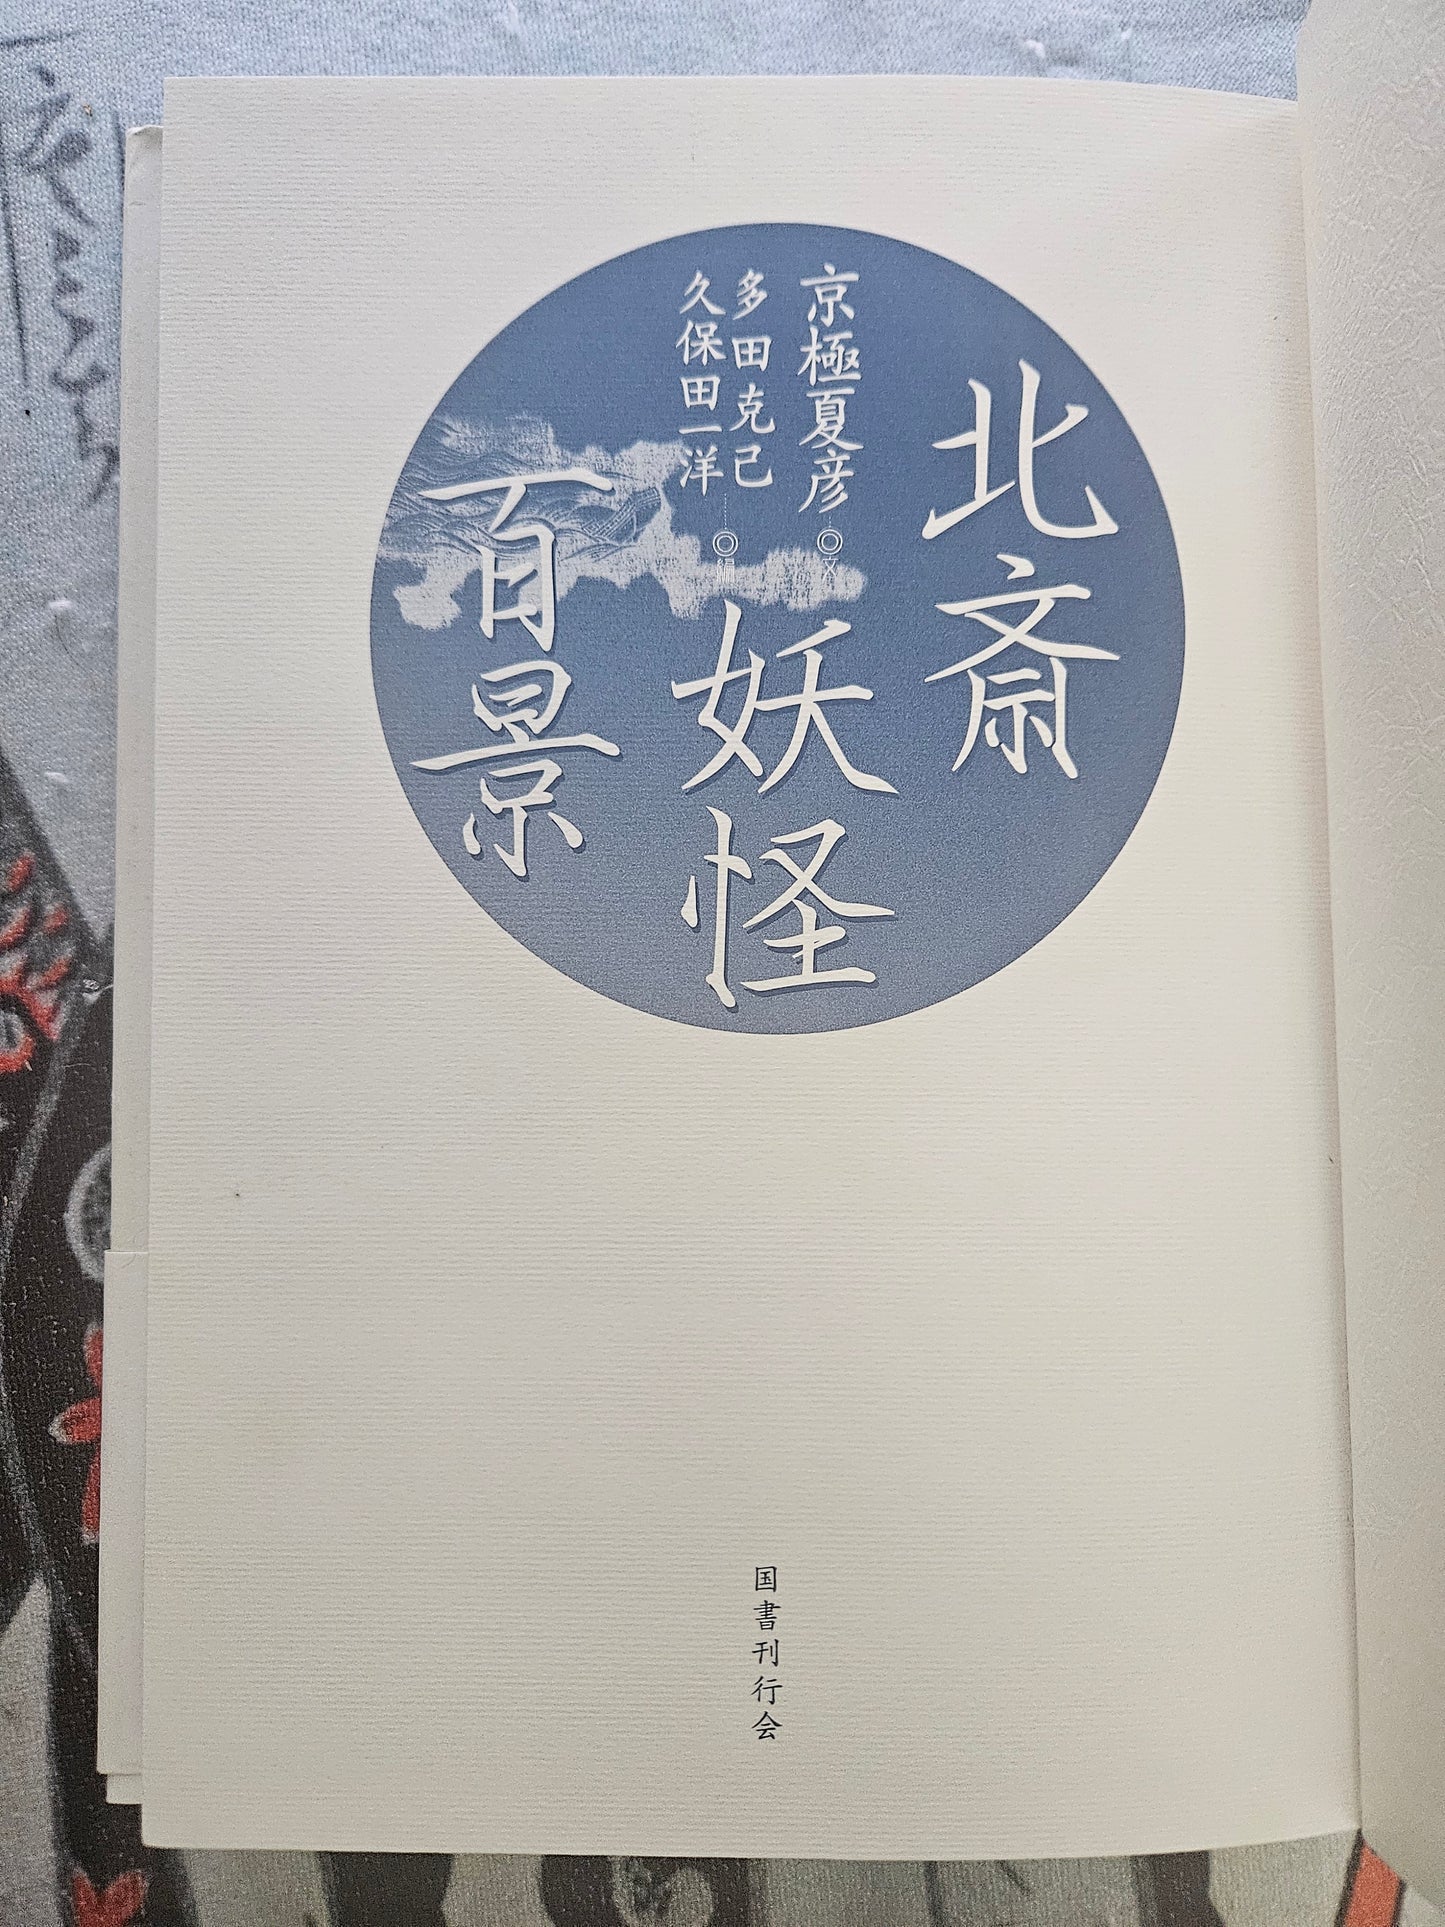 北斎
妖怪
百景
京極夏彦◎文
多田克己
久保田一洋◎編
国書刊行会